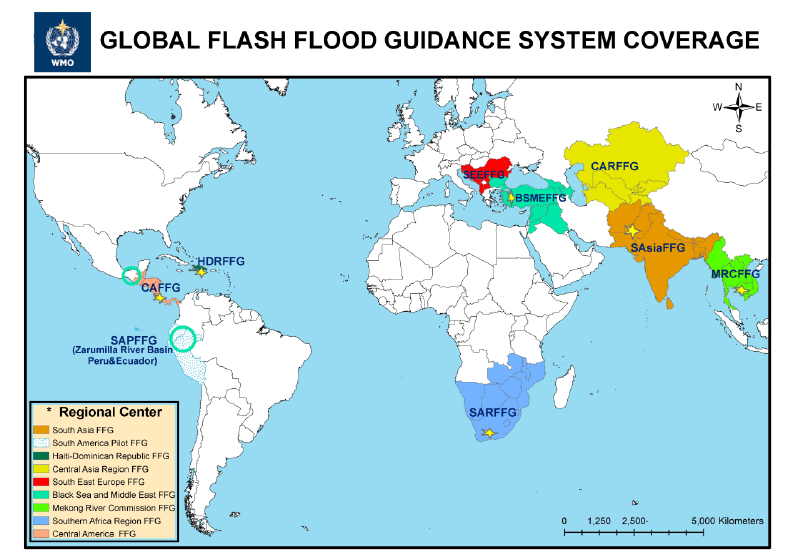 WMO
GLOBAL FLASH FLOOD GUIDANCE SYSTEM COVERAGE
N
W E
S
CARFFG
SEEFFG
BSMEFFG
SAsiaFFG
HDRFFG
MRCFFG
CAFFG
SAPFFG
(Zarumilla River Basin
Peru&Ecuador)
SARFFG
* Regional Center
South Asia FFG
South America Pilot FFG
Haiti-Dominican Republic FFG
Central Asia Region FFG
South East Europe FFG
Black Sea and Middle East FFG
Mekong River Commission FFG
Southern Africa Region FFG
Central America FFG
0 1,250 2,500 5,000 Kilometers